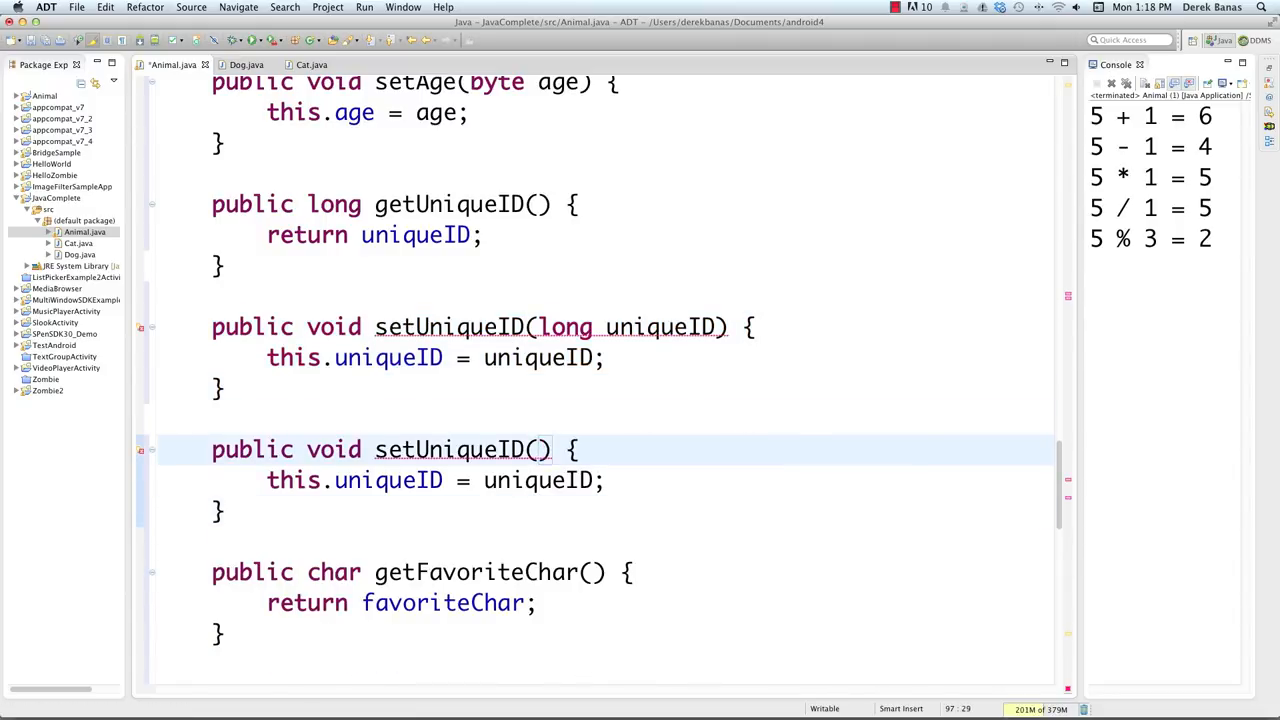 ADT File Edit Refactor Source Navigate Search Project Run Window Help 10 Mon 1:18 PM Derek Banas
Java – JavaComplete/src/Animal.java – ADT – /Users/derekbanas/Documents/android4
Quick Access Java DDMS
Package Exp
*Animal.java Dog.java Cat.java
Console
<terminated> Animal (1) [Java Application] /S
Animal
appcompat_v7
appcompat_v7_2
appcompat_v7_3
appcompat_v7_4
BridgeSample
HelloWorld
HelloZombie
ImageFilterSampleApp
JavaComplete
src
(default package)
Animal.java
Cat.java
Dog.java
JRE System Library [Ja
ListPickerExample2Activi
MediaBrowser
MultiWindowSDKExample
MusicPlayerActivity
SlookActivity
SPenSDK30_Demo
TestAndroid
TextGroupActivity
VideoPlayerActivity
Zombie
Zombie2
public void setAge(byte age) {
this.age = age;
}
public long getUniqueID() {
return uniqueID;
}
public void setUniqueID(long uniqueID) {
this.uniqueID = uniqueID;
}
public void setUniqueID() {
this.uniqueID = uniqueID;
}
public char getFavoriteChar() {
return favoriteChar;
}
5 + 1 = 6
5 - 1 = 4
5 * 1 = 5
5 / 1 = 5
5 % 3 = 2
Writable Smart Insert 97 : 29 201M of 379M